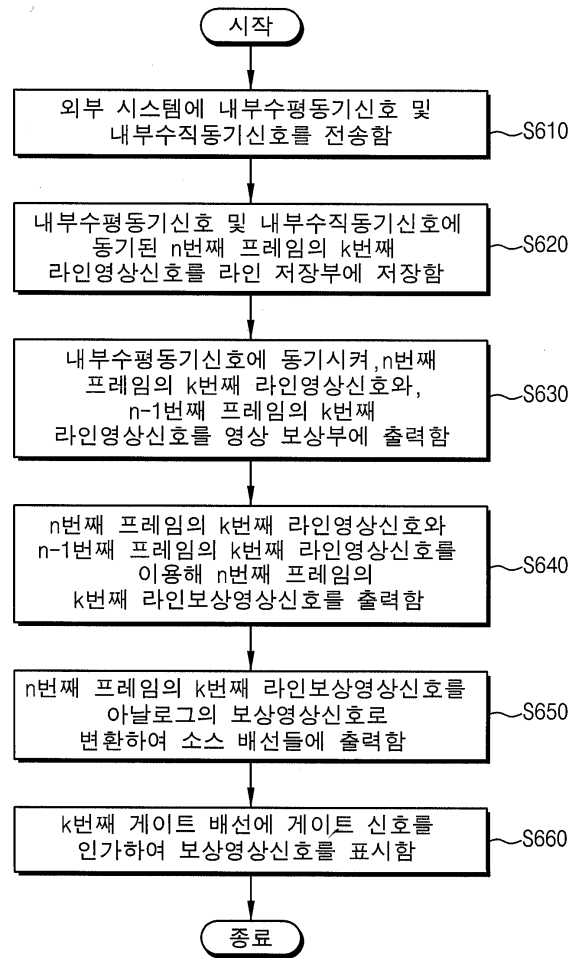 시작
외부 시스템에 내부수평동기신호 및
내부수직동기신호를 전송함
S610
내부수평동기신호 및 내부수직동기신호에
동기된 n번째 프레임의 k번째
라인영상신호를 라인 저장부에 저장함
S620
내부수평동기신호에 동기시켜,n번째
프레임의 k번째 라인영상신호와,
n-1번째 프레임의 k번째
라인영상신호를 영상 보상부에 출력함
S630
n번째 프레임의 k번째 라인영상신호와
n-1번째 프레임의 k번째 라인영상신호를
이용해 n번째 프레임의
k번째 라인보상영상신호를 출력함
S640
n번째 프레임의 k번째 라인보상영상신호를
아날로그의 보상영상신호로
변환하여 소스 배선들에 출력함
S650
k번째 게이트 배선에 게이트 신호를
인가하여 보상영상신호를 표시함
S660
종료